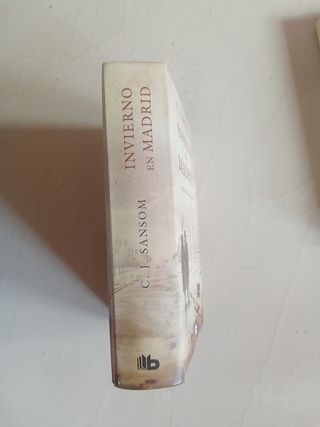 INVIERNO
EN MADRID
C. J. SANSOM